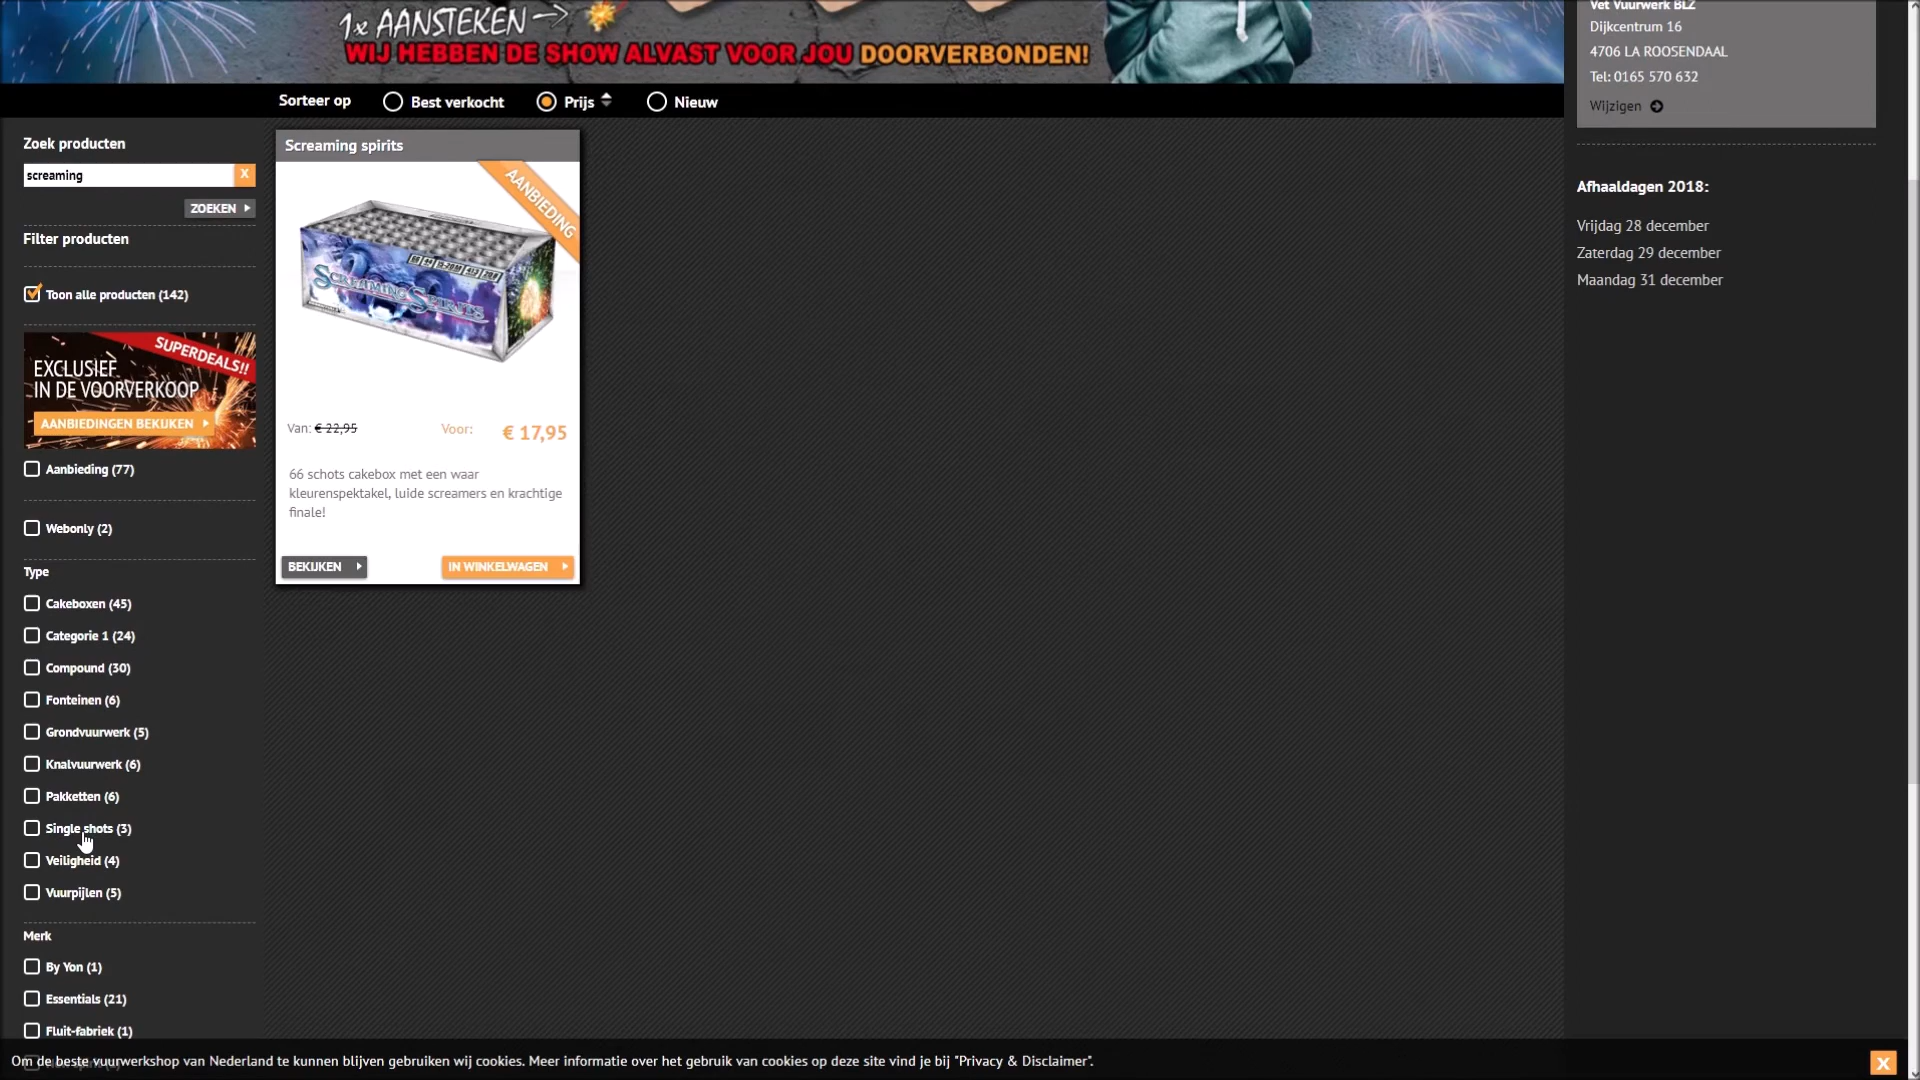 1x AANSTEKEN
WIJ HEBBEN DE SHOW ALVAST VOOR JOU DOORVERBONDEN!
Vet Vuurwerk BLZ
Dijkcentrum 16
4706 LA ROOSENDAAL
Tel: 0165 570 632
Wijzigen
Sorteer op
Best verkocht
Prijs
Nieuw
Zoek producten
screaming
X
ZOEKEN
Filter producten
Toon alle producten (142)
SUPERDEALS!!
EXCLUSIEF
IN DE VOORVERKOOP
AANBIEDINGEN BEKIJKEN
Aanbieding (77)
Webonly (2)
Type
Cakeboxen (45)
Categorie 1 (24)
Compound (30)
Fonteinen (6)
Grondvuurwerk (5)
Knalvuurwerk (6)
Pakketten (6)
Single shots (3)
Veiligheid (4)
Vuurpijlen (5)
Merk
By Yon (1)
Essentials (21)
Fluit-fabriek (1)
Screaming spirits
AANBIEDING
SCREAMING SPIRITS
Van: € 22,95
Voor: € 17,95
66 schots cakebox met een waar
kleurenspektakel, luide screamers en krachtige
finale!
BEKIJKEN
IN WINKELWAGEN
Afhaaldagen 2018:
Vrijdag 28 december
Zaterdag 29 december
Maandag 31 december
Om de beste vuurwerkshop van Nederland te kunnen blijven gebruiken wij cookies. Meer informatie over het gebruik van cookies op deze site vind je bij "Privacy & Disclaimer".
X